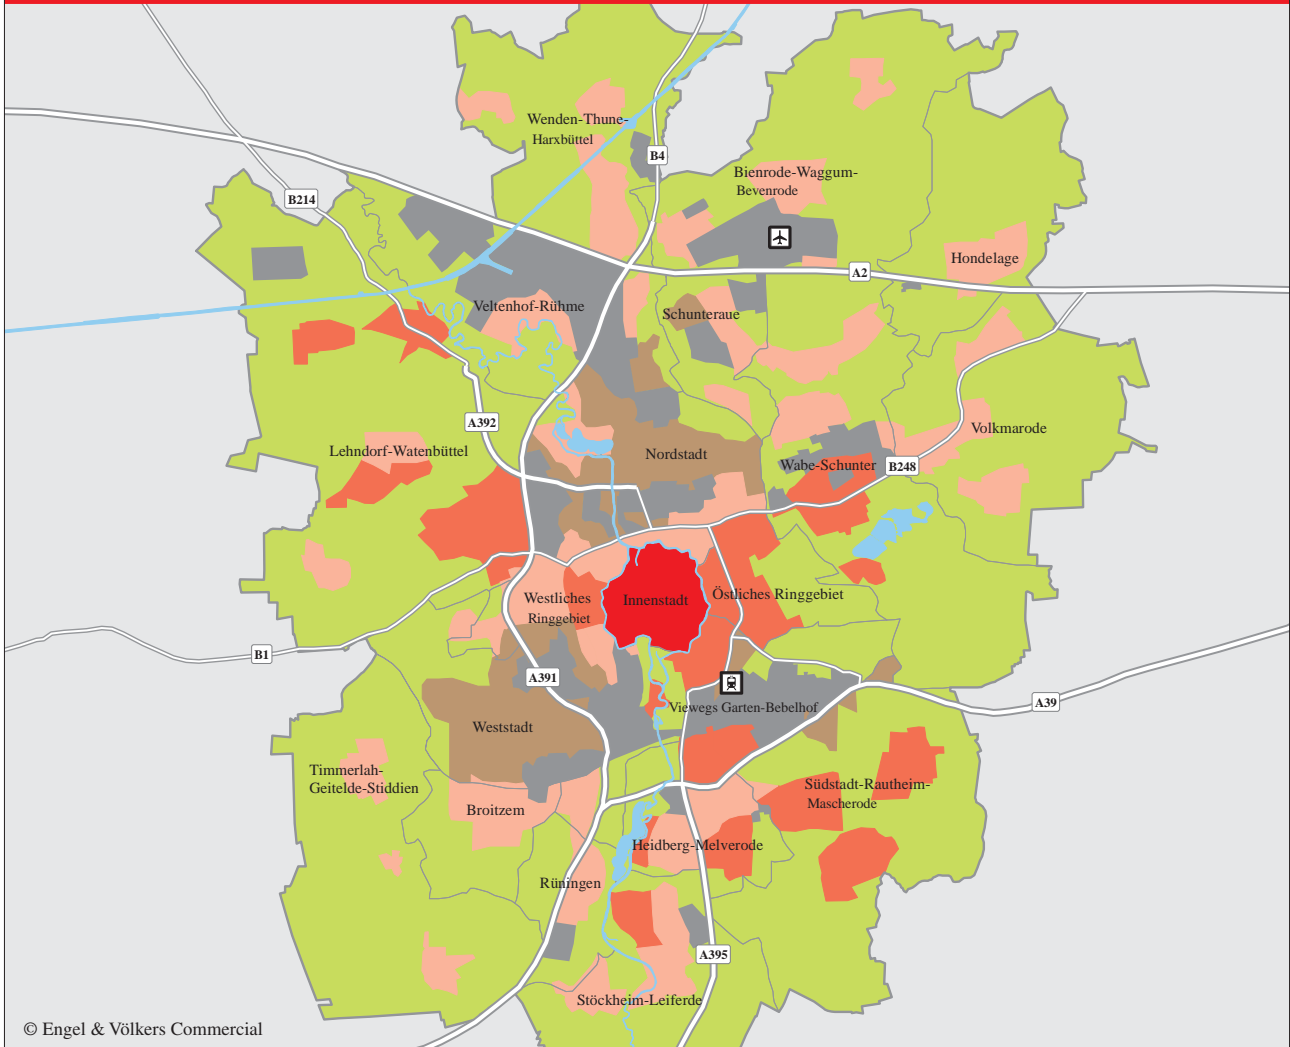 Wenden-Thune-
Harxbüttel
B4
Bienrode-Waggum-
Bevenrode
B214
Hondelage
A2
Veltenhof-Rühme
Schunteraue
A392
Volkmarode
Lehndorf-Watenbüttel
Nordstadt
Wabe-Schunter
B248
Westliches
Ringgebiet
Innenstadt
Östliches Ringgebiet
B1
A391
A39
Viewegs Garten-Bebelhof
Weststadt
Timmerlah-
Geitelde-Stiddien
Südstadt-Rautheim-
Mascherode
Broitzem
Heidberg-Melverode
Rüningen
A395
Stöckheim-Leiferde
© Engel & Völkers Commercial